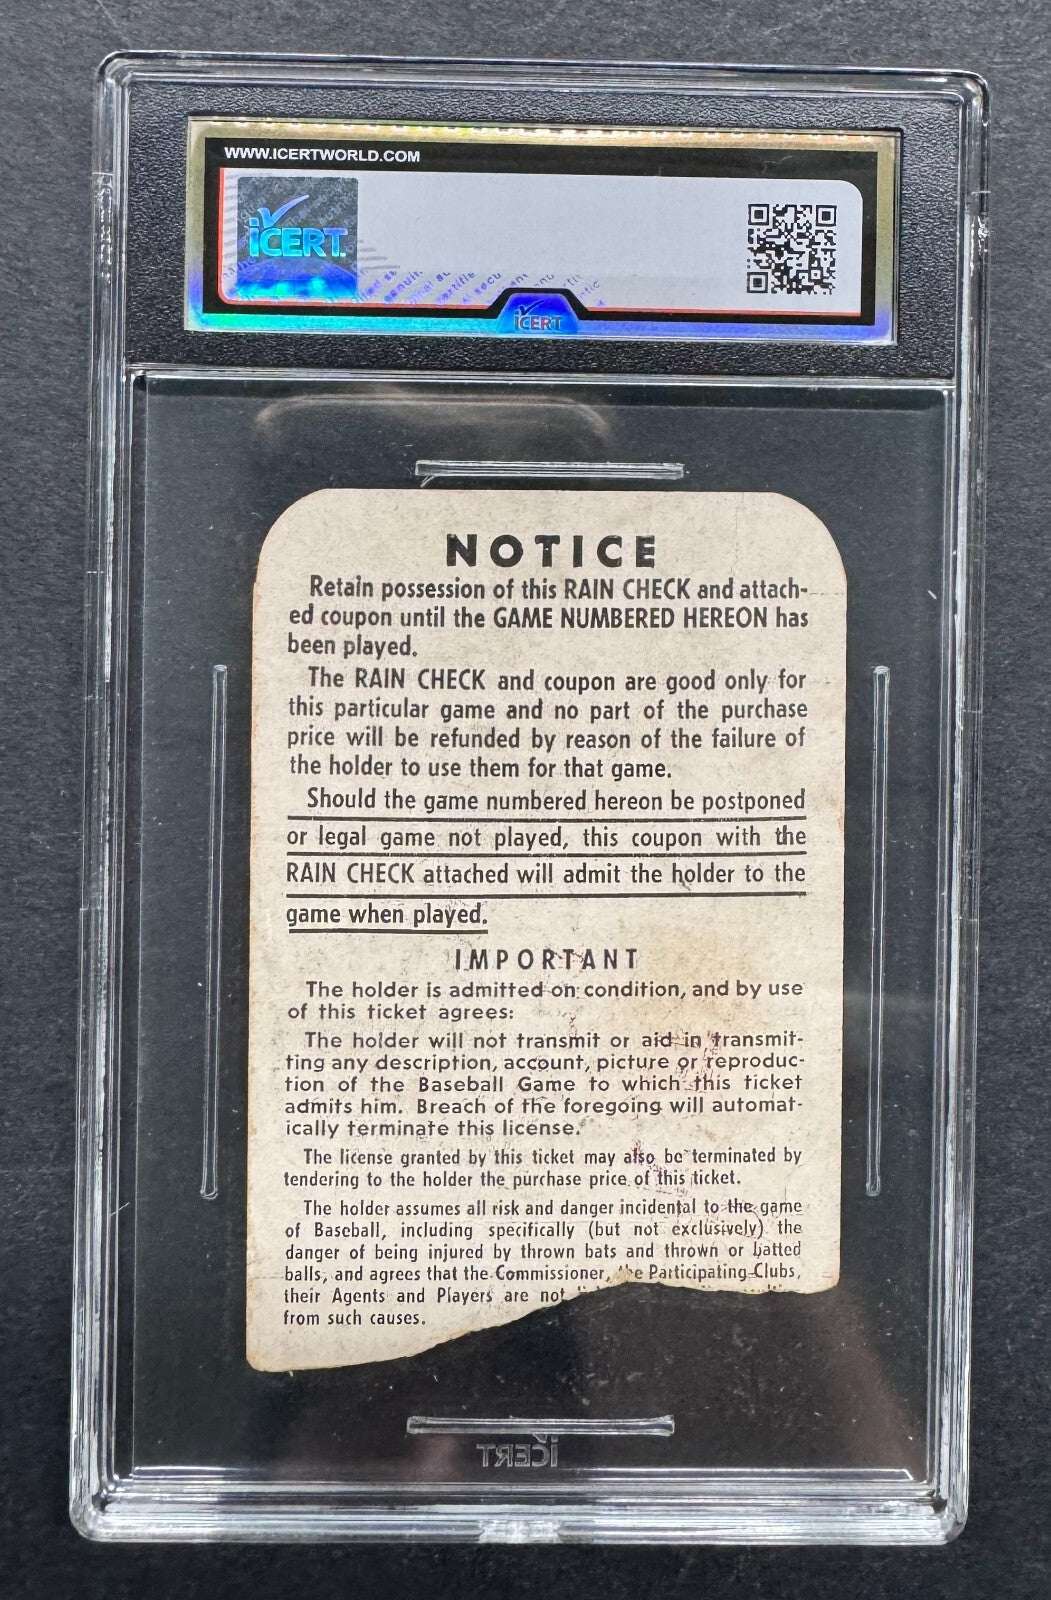 WWW.ICERTWORLD.COM
iCERT
iCERT
NOTICE
Retain possession of this RAIN CHECK and attach-
ed coupon until the GAME NUMBERED HEREON has
been played.
The RAIN CHECK and coupon are good only for
this particular game and no part of the purchase
price will be refunded by reason of the failure of
the holder to use them for that game.
Should the game numbered hereon be postponed
or legal game not played, this coupon with the
RAIN CHECK attached will admit the holder to the
game when played.
IMPORTANT
The holder is admitted on condition, and by use
of this ticket agrees:
The holder will not transmit or aid in transmit-
ting any description, account, picture or reproduc-
tion of the Baseball Game to which this ticket
admits him. Breach of the foregoing will automat-
ically terminate this license.
The license granted by this ticket may also be terminated by
tendering to the holder the purchase price of this ticket.
The holder assumes all risk and danger incidental to the game
of Baseball, including specifically (but not exclusively) the
danger of being injured by thrown bats and thrown or batted
balls, and agrees that the Commissioner, the Participating Clubs,
their Agents and Players are not
from such causes.
iCERT